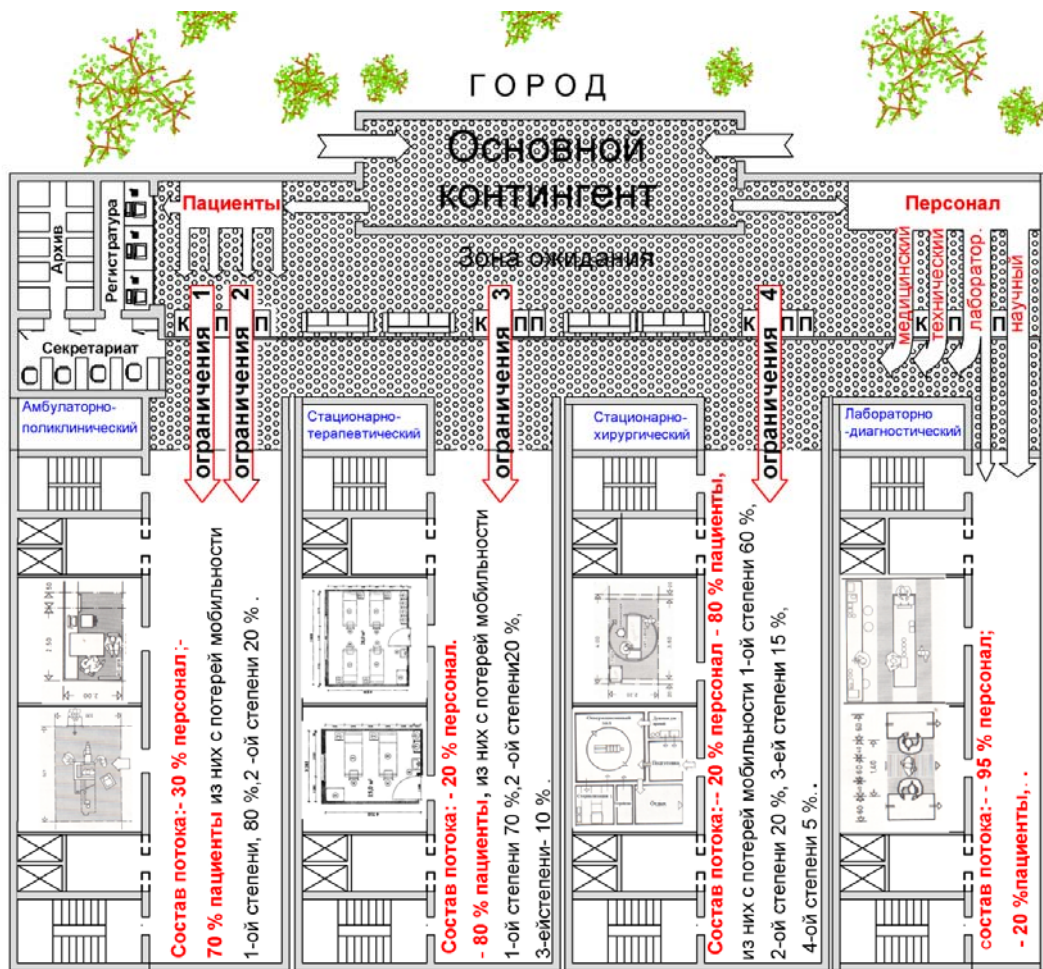 ГОРОД
Основной
контингент
Пациенты
Персонал
Архив
Регистратура
Зона ожидания
медицинский
технический
лаборатор.
научный
1
2
3
4
К П П
К П П
К П П
К П П
Секретариат
ограничения
ограничения
ограничения
ограничения
Амбулаторно-
поликлинический
Стационарно-
терапевтический
Стационарно-
хирургический
Лабораторно
-диагностический
Состав потока:- 30 % персонал ;-
70 % пациенты из них с потерей мобильности
1-ой степени, 80 %,2 -ой степени 20 % .
Состав потока: - 20 % персонал.
- 80 % пациенты, из них с потерей мобильности
1-ой степени 70 %,2 -ой степени20 %,
3-ейстепени- 10 % .
Состав потока:-- 20 % персонал - 80 % пациенты,
из них с потерей мобильности 1-ой степени 60 %,
2-ой степени 20 %, 3-ей степени 15 %,
4-ой степени 5 %. .
состав потока:- - 95 % персонал;
- 20 %пациенты,. .